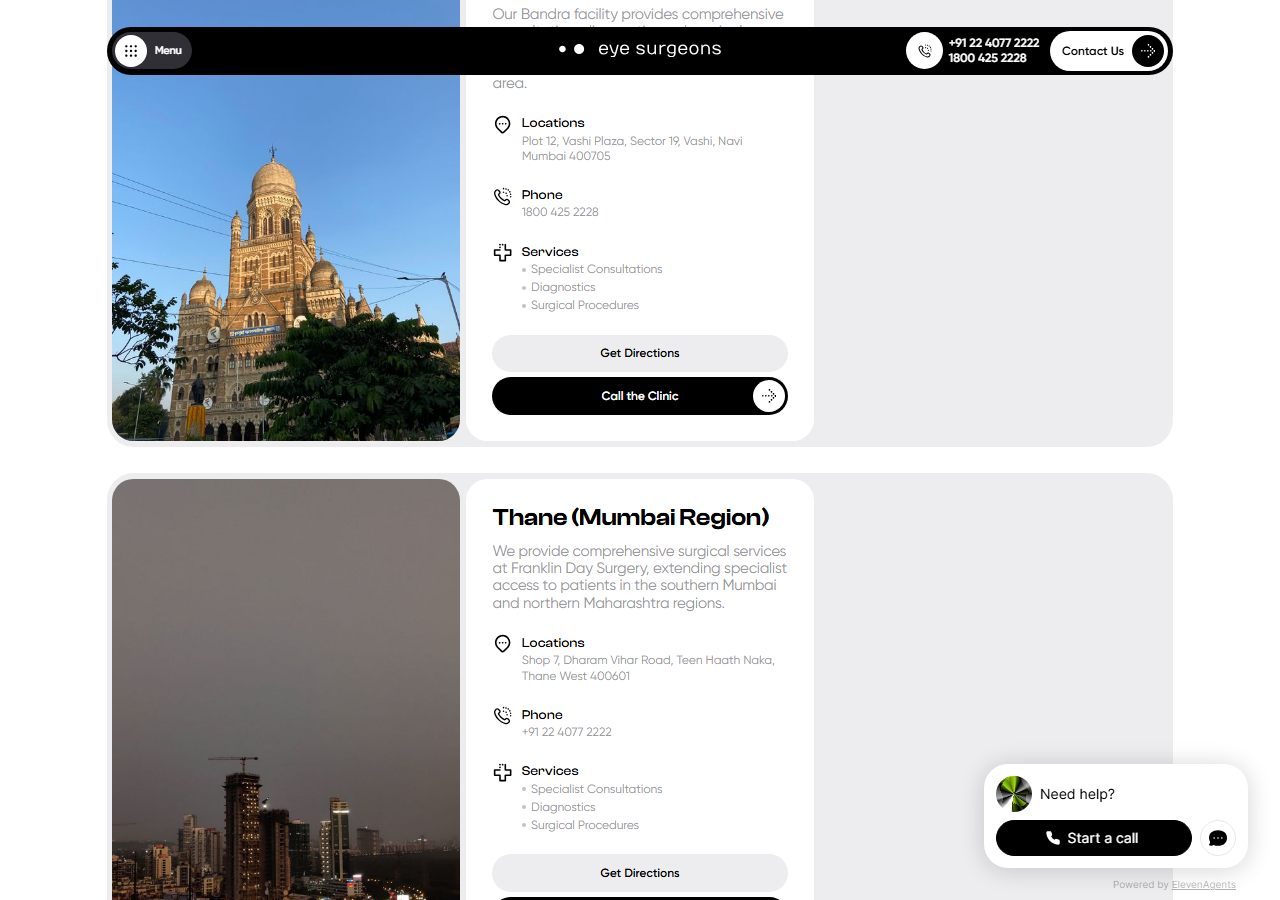 Our Bandra facility provides comprehensive
Menu
eye surgeons
+91 22 4077 2222
1800 425 2228
Contact Us
area.
Locations
Plot 12, Vashi Plaza, Sector 19, Vashi, Navi
Mumbai 400705
Phone
1800 425 2228
Services
Specialist Consultations
Diagnostics
Surgical Procedures
Get Directions
Call the Clinic
Thane (Mumbai Region)
We provide comprehensive surgical services
at Franklin Day Surgery, extending specialist
access to patients in the southern Mumbai
and northern Maharashtra regions.
Locations
Shop 7, Dharam Vihar Road, Teen Haath Naka,
Thane West 400601
Phone
+91 22 4077 2222
Services
Specialist Consultations
Diagnostics
Surgical Procedures
Get Directions
Need help?
Start a call
Powered by ElevenAgents